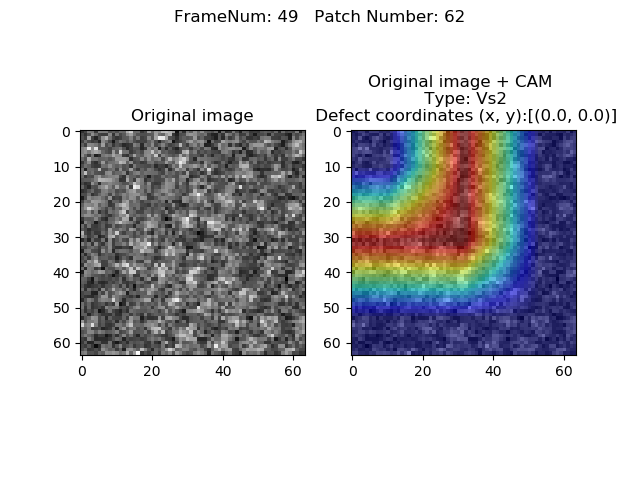 FrameNum: 49   Patch Number: 62
Original image
Original image + CAM
Type: Vs2
Defect coordinates (x, y):[(0.0, 0.0)]
0
10
20
30
40
50
60
0 20 40 60
0
10
20
30
40
50
60
0 20 40 60